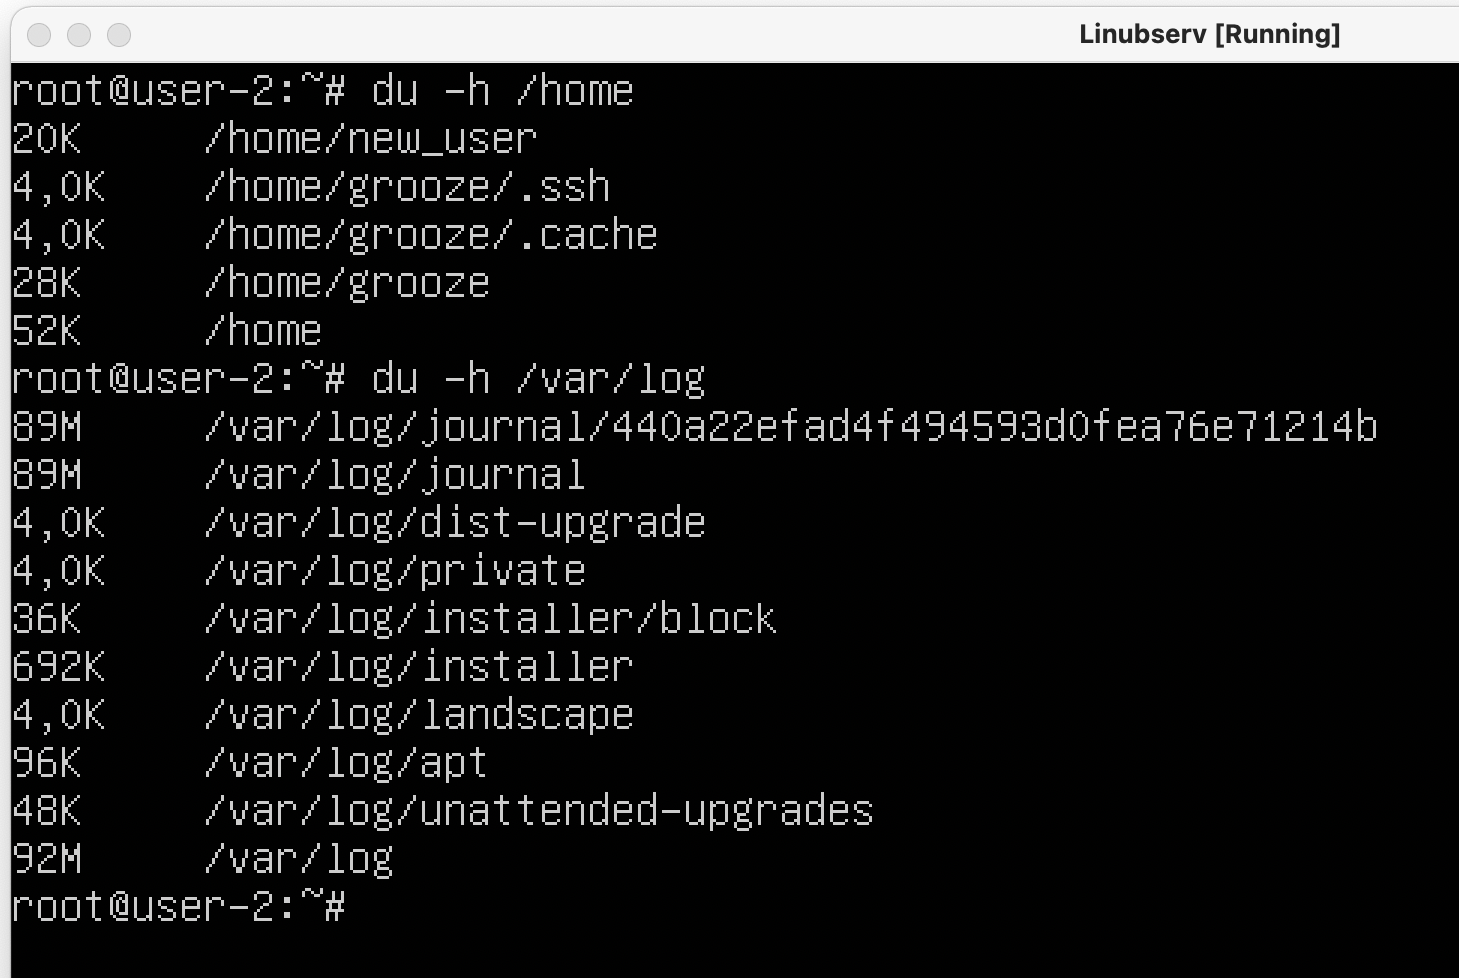 Linubserv [Running]
root@user-2:~# du -h /home
20K /home/new_user
4,0K /home/grooze/.ssh
4,0K /home/grooze/.cache
28K /home/grooze
52K /home
root@user-2:~# du -h /var/log
89M /var/log/journal/440a22efad4f494593d0fea76e71214b
89M /var/log/journal
4,0K /var/log/dist-upgrade
4,0K /var/log/private
36K /var/log/installer/block
692K /var/log/installer
4,0K /var/log/landscape
96K /var/log/apt
48K /var/log/unattended-upgrades
92M /var/log
root@user-2:~#